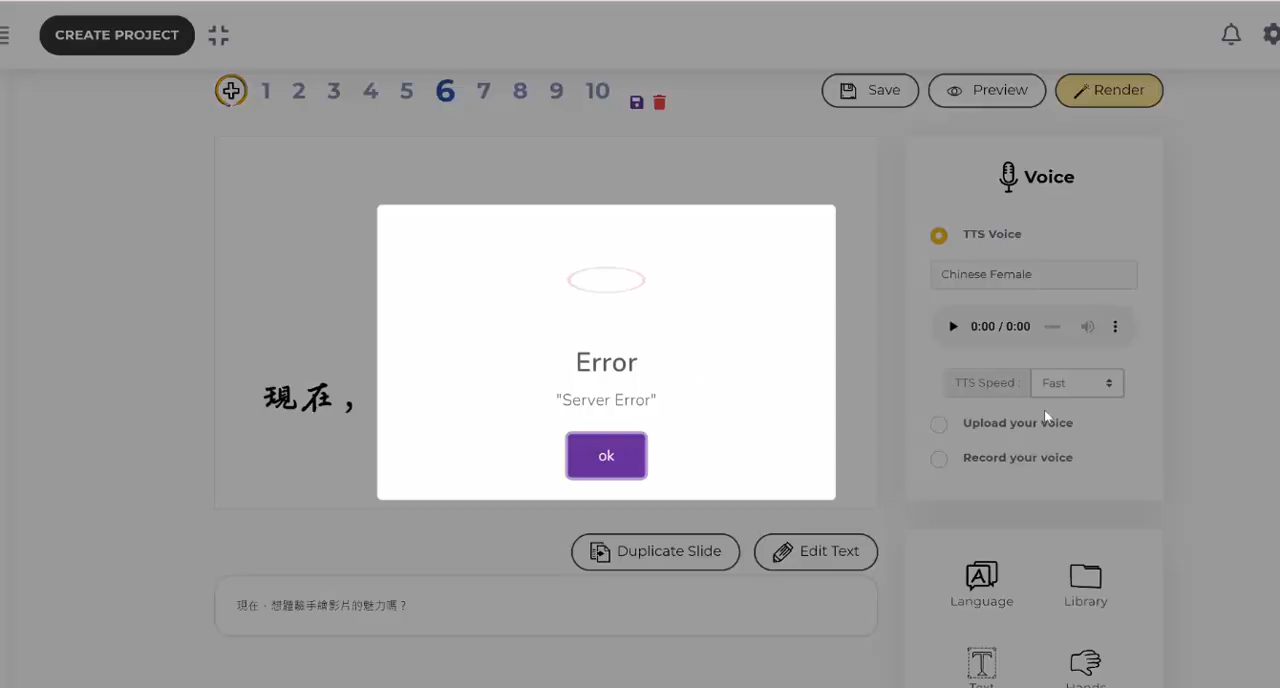 CREATE PROJECT
1 2 3 4 5 6 7 8 9 10
Save
Preview
Render
現在，
Voice
TTS Voice
Chinese Female
0:00 / 0:00
TTS Speed :
Fast
Upload your voice
Record your voice
Error
"Server Error"
ok
Duplicate Slide
Edit Text
現在，想體驗手繪影片的魅力嗎？
Language
Library
Text
Hands